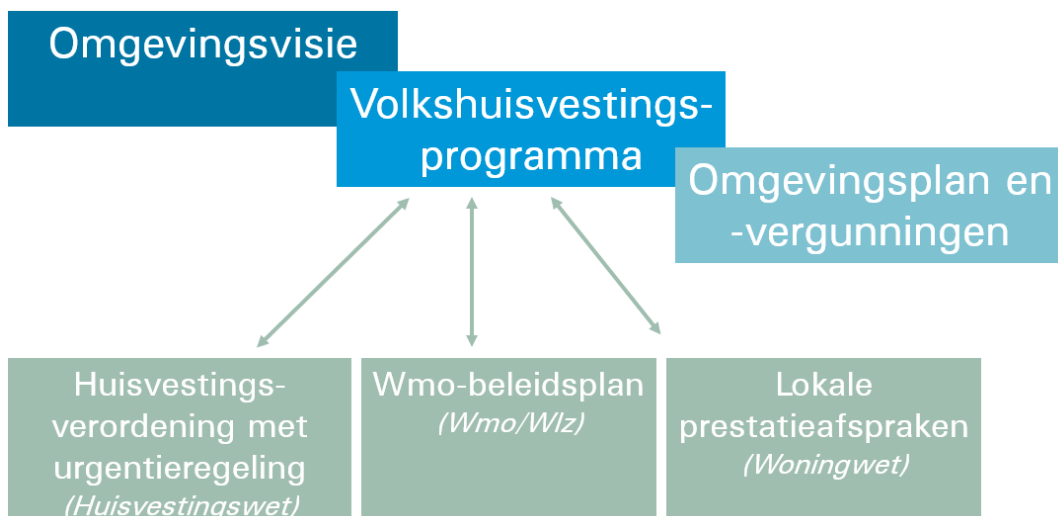 Omgevingsvisie
Volkshuisvestings-
programma
Omgevingsplan en
-vergunningen
Huisvestings-
verordening met
urgentieregeling
(Huisvestingswet)
Wmo-beleidsplan
(Wmo/Wlz)
Lokale
prestatieafspraken
(Woningwet)